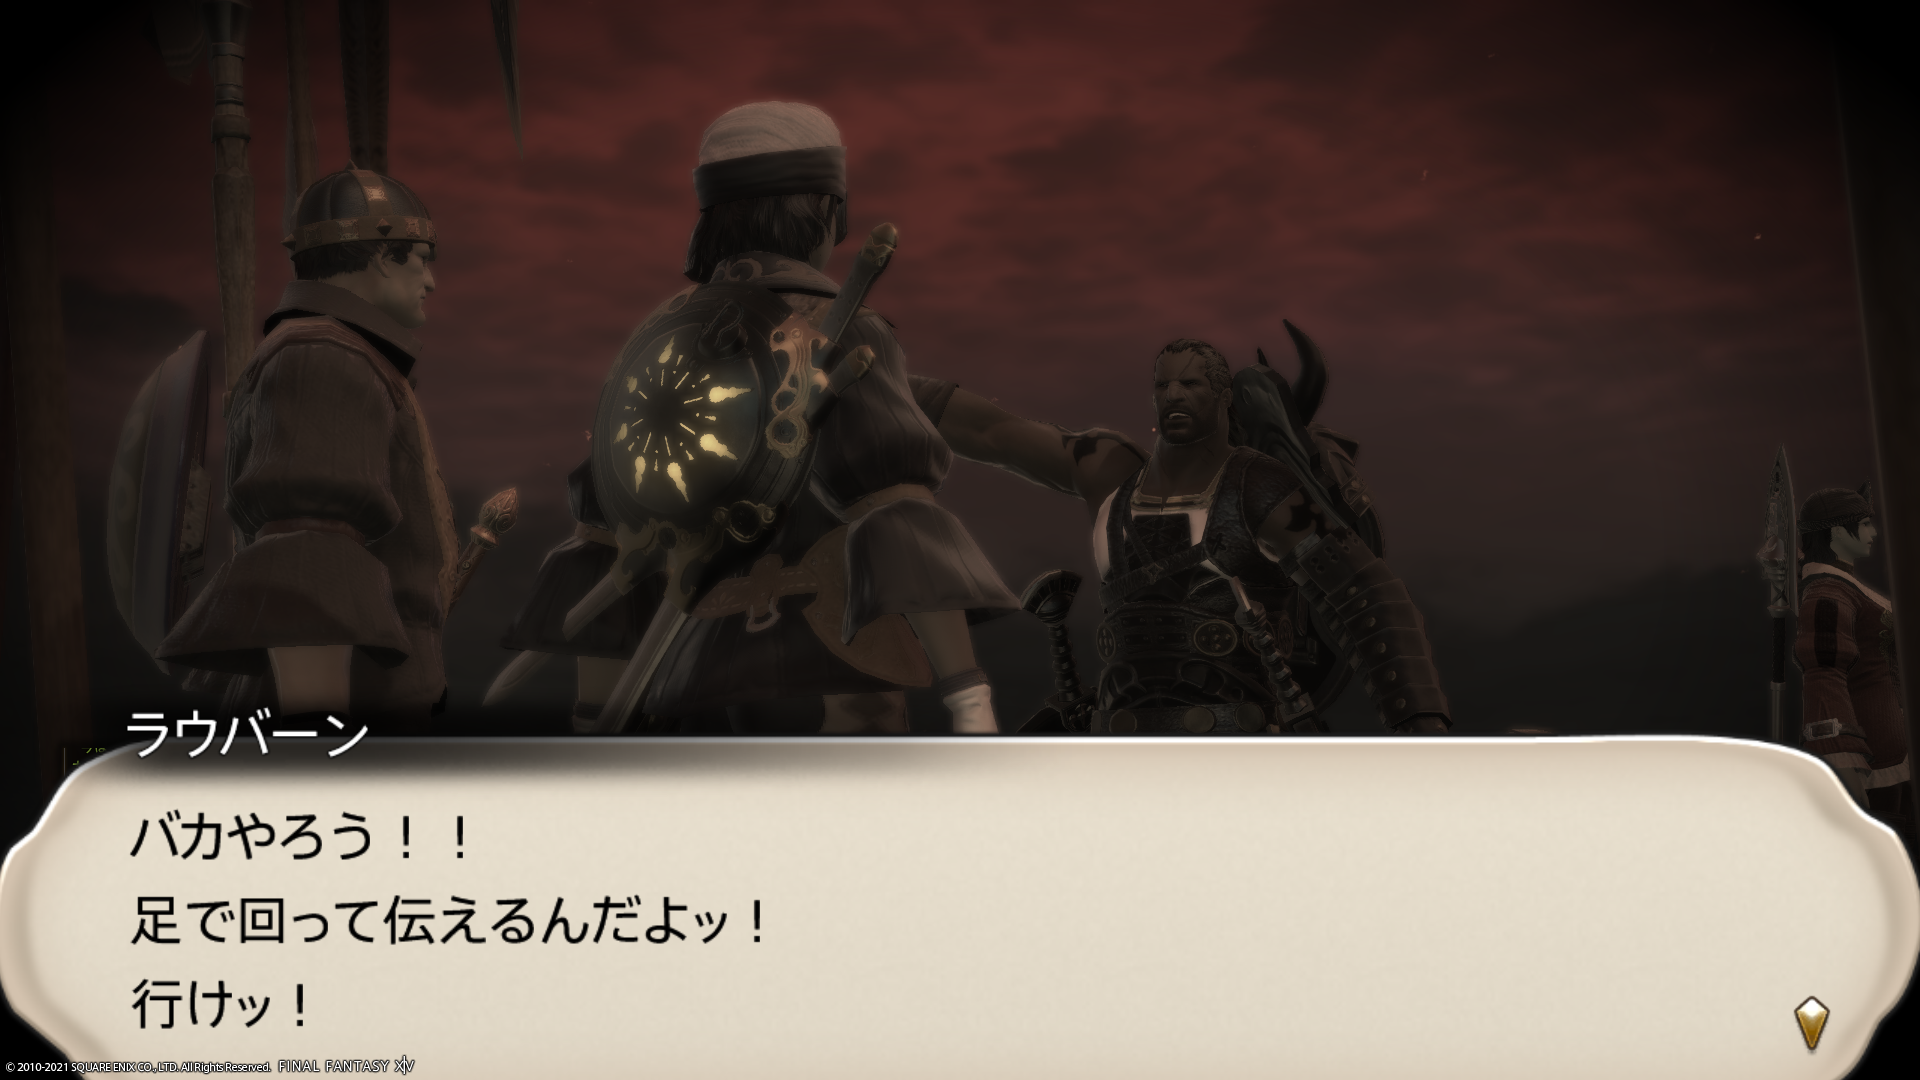 ラウバーン
バカやろう！！
足で回って伝えるんだよッ！
行けッ！
© 2010-2021 SQUARE ENIX CO., LTD. All Rights Reserved. FINAL FANTASY XIV